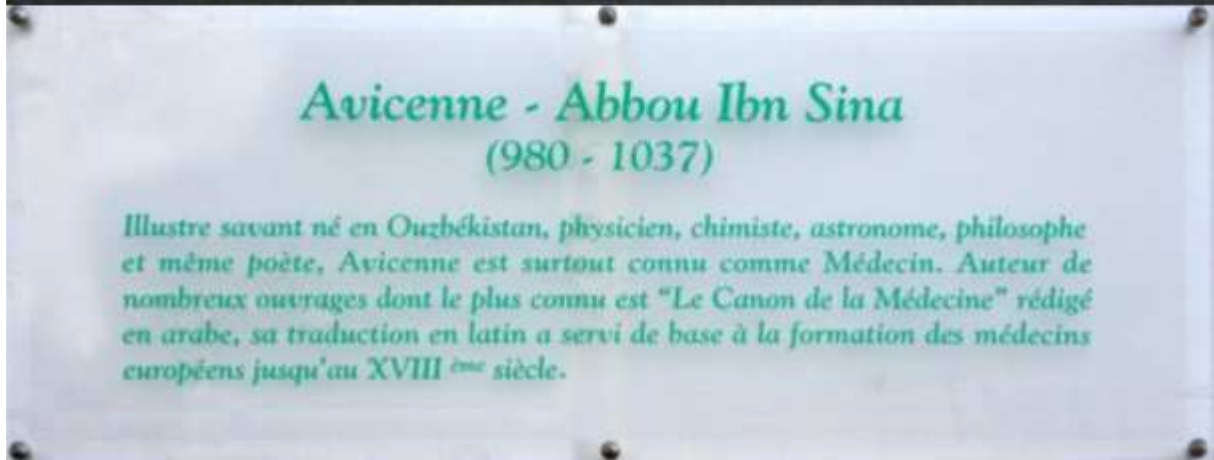 Avicenne - Abbou Ibn Sina
(980 - 1037)
Illustre savant né en Ouzbékistan, physicien, chimiste, astronome, philosophe
et même poète, Avicenne est surtout connu comme Médecin. Auteur de
nombreux ouvrages dont le plus connu est "Le Canon de la Médecine" rédigé
en arabe, sa traduction en latin a servi de base à la formation des médecins
européens jusqu'au XVIII ème siècle.